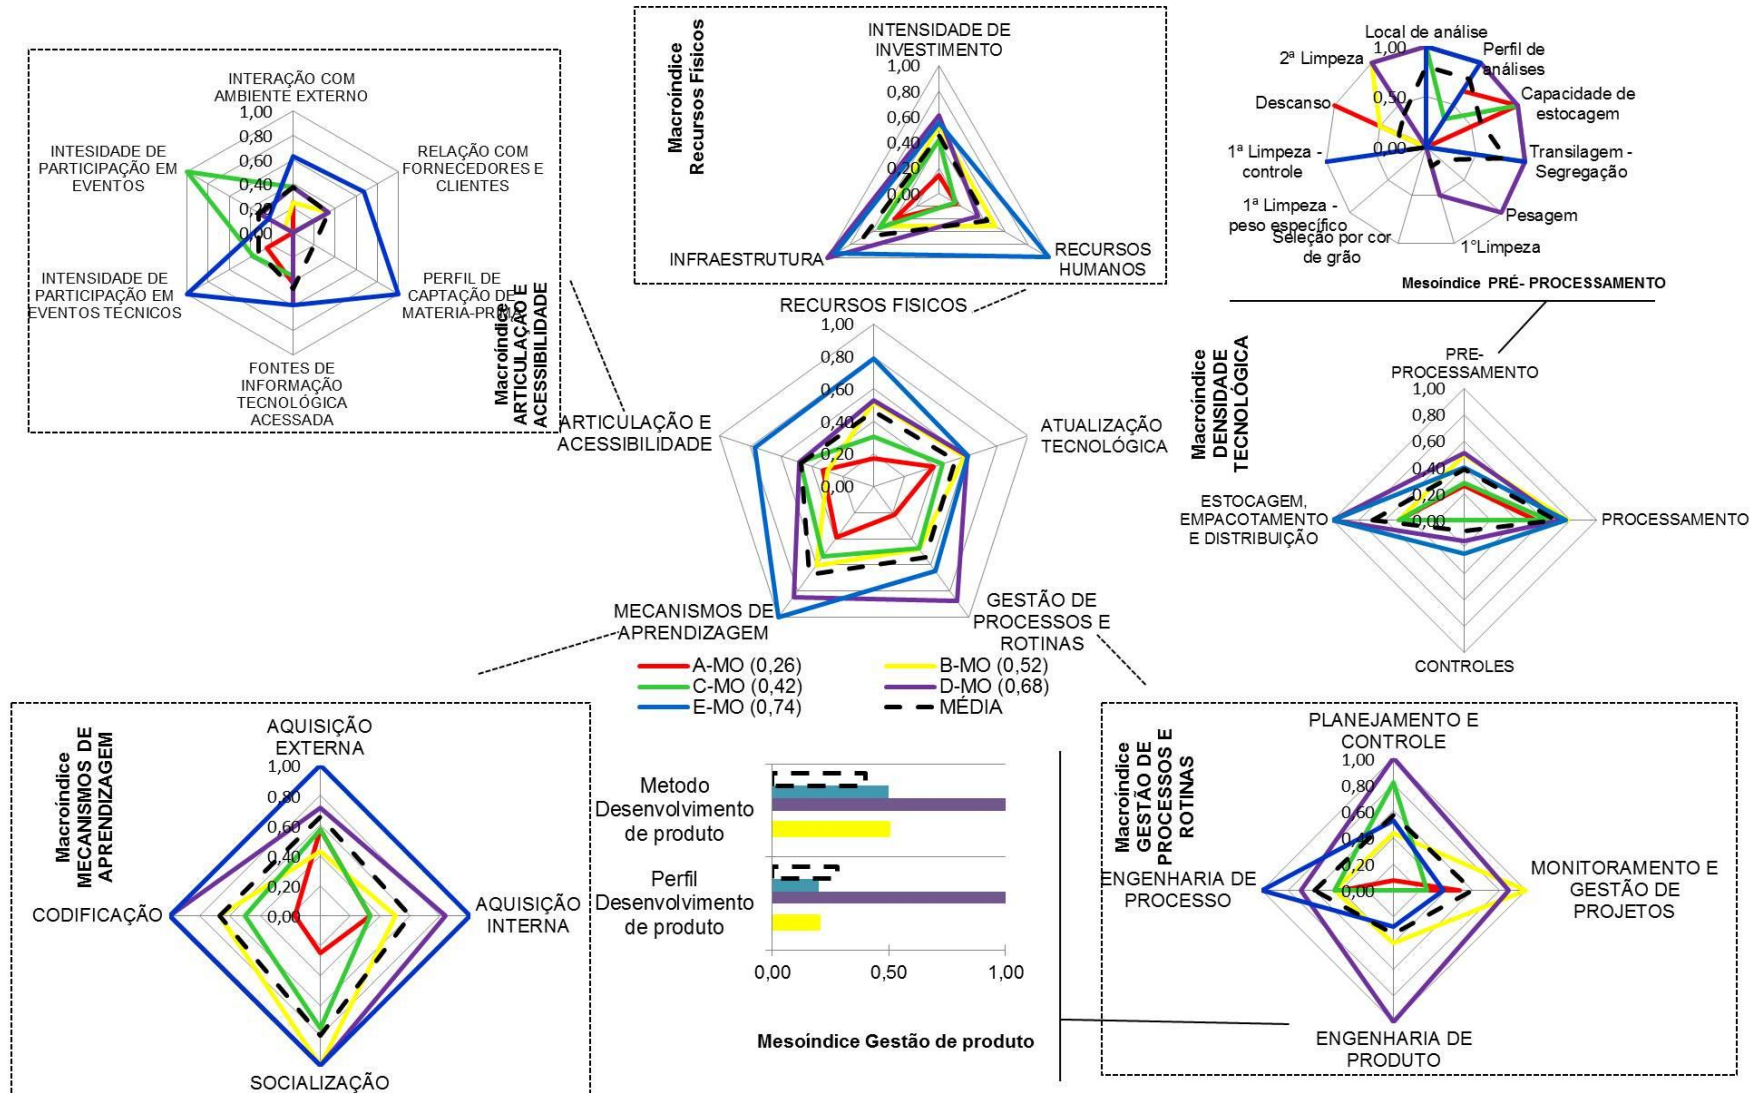 Macroíndice
Recursos Físicos
INTENSIDADE DE
INVESTIMENTO
1,00
0,80
0,60
0,40
0,20
0,00
INFRAESTRUTURA
RECURSOS
HUMANOS
INTERAÇÃO COM
AMBIENTE EXTERNO
1,00
0,80
0,60
0,40
0,20
0,00
INTESIDADE DE
PARTICIPAÇÃO EM
EVENTOS
RELAÇÃO COM
FORNECEDORES E
CLIENTES
INTENSIDADE DE
PARTICIPAÇÃO EM
EVENTOS TECNICOS
PERFIL DE
CAPTAÇÃO DE
MATERIA-PRIMA
FONTES DE
INFORMAÇÃO
TECNOLÓGICA
ACESSADA
Macroíndice
ARTICULAÇÃO E
ACESSIBILIDADE
Local de análise
1,00
0,50
0,00
Perfil de
análises
Capacidade de
estocagem
Transilagem -
Segregação
Pesagem
1°Limpeza
Seleção por cor
de grão
1ª Limpeza -
peso específico
1ª Limpeza -
controle
Descanso
2ª Limpeza
Mesoíndice PRÉ- PROCESSAMENTO
RECURSOS FISICOS
1,00
0,80
0,60
0,40
0,20
0,00
ARTICULAÇÃO E
ACESSIBILIDADE
ATUALIZAÇÃO
TECNOLÓGICA
MECANISMOS DE
APRENDIZAGEM
GESTÃO DE
PROCESSOS E
ROTINAS
A-MO (0,26)
B-MO (0,52)
C-MO (0,42)
D-MO (0,68)
E-MO (0,74)
MÉDIA
Macroíndice
DENSIDADE
TECNOLÓGICA
PRE-
PROCESSAMENTO
1,00
0,80
0,60
0,40
0,20
0,00
ESTOCAGEM,
EMPACOTAMENTO
E DISTRIBUIÇÃO
PROCESSAMENTO
CONTROLES
Macroíndice
MECANISMOS DE
APRENDIZAGEM
AQUISIÇÃO
EXTERNA
1,00
0,80
0,60
0,40
0,20
0,00
CODIFICAÇÃO
AQUISIÇÃO
INTERNA
SOCIALIZAÇÃO
Metodo
Desenvolvimento
de produto
Perfil
Desenvolvimento
de produto
0,00
0,50
1,00
Mesoíndice Gestão de produto
Macroíndice
GESTÃO DE
PROCESSOS E
ROTINAS
PLANEJAMENTO E
CONTROLE
1,00
0,80
0,60
0,40
0,20
0,00
ENGENHARIA DE
PROCESSO
MONITORAMENTO E
GESTÃO DE
PROJETOS
ENGENHARIA DE
PRODUTO